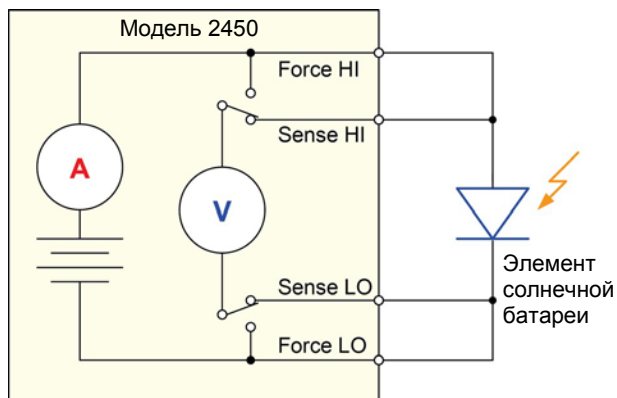 Модель 2450
Force HI
Sense HI
A
V
Sense LO
Force LO
Элемент
солнечной
батареи